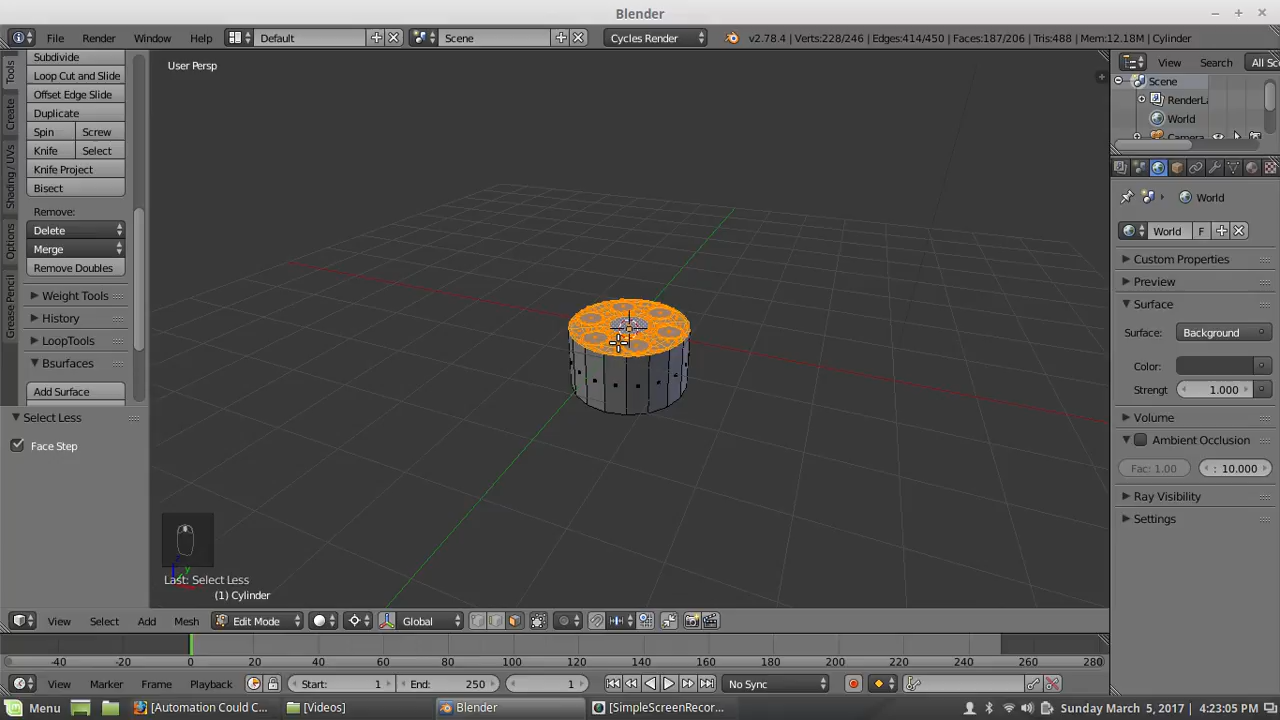 Blender
File Render Window Help Default Scene Cycles Render v2.78.4 | Verts:228/246 | Edges:414/450 | Faces:187/206 | Tris:488 | Mem:12.18M | Cylinder
Subdivide
Loop Cut and Slide
Offset Edge Slide
Duplicate
Spin Screw
Knife Select
Knife Project
Bisect
Remove:
Delete
Merge
Remove Doubles
Weight Tools
History
LoopTools
Bsurfaces
Add Surface
Tools
Create
Shading / UVs
Options
Grease Pencil
Select Less
Face Step
User Persp
Last: Select Less
(1) Cylinder
View Search All Sc
Scene
RenderLa
World
Camera
World
World F
Custom Properties
Preview
Surface
Surface: Background
Color:
Strengt 1.000
Volume
Ambient Occlusion
Fac: 1.00 : 10.000
Ray Visibility
Settings
View Select Add Mesh Edit Mode Global
-40 -20 0 20 40 60 80 100 120 140 160 180 200 220 240 260 280
View Marker Frame Playback Start: 1 End: 250 1 No Sync
Menu [Automation Could C... [Videos] Blender [SimpleScreenRecor... Sunday March 5, 2017, 4:23:05 PM